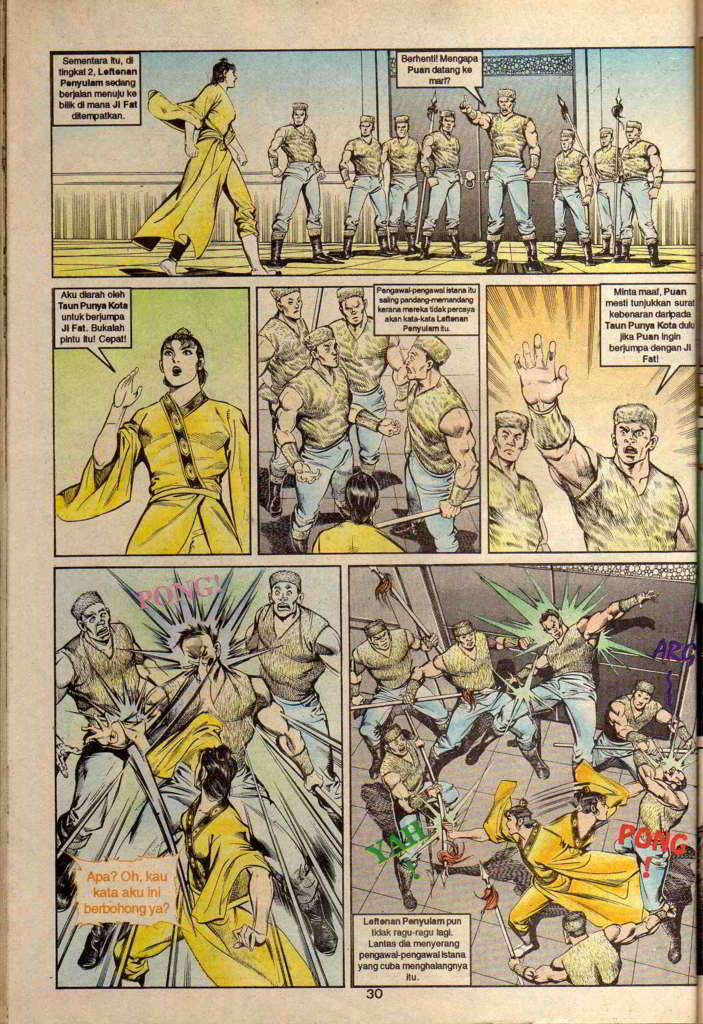 Sementara itu, di
tingkat 2, Leftenan
Penyulam sedang
berjalan menuju ke
bilik di mana Ji Fat
ditempatkan.
Berhenti! Mengapa
Puan datang ke
mari?
Aku diarah oleh
Taun Punya Kota
untuk berjumpa
Ji Fat. Bukalah
pintu itu! Cepat!
Pengawal-pengawal istana itu
saling pandang-memandang
kerana mereka tidak percaya
akan kata-kata Leftenan
Penyulam itu.
Minta maaf, Puan
mesti tunjukkan surat
kebenaran daripada
Taun Punya Kota dulu
jika Puan ingin
berjumpa dengan Ji
Fat!
PONG!
Apa? Oh, kau
kata aku ini
berbohong ya?
ARG
YAH
!
PONG
!
Leftenan Penyulam pun
tidak ragu-ragu lagi.
Lantas dia menyerang
pengawal-pengawal istana
yang cuba menghalangnya
itu.
30